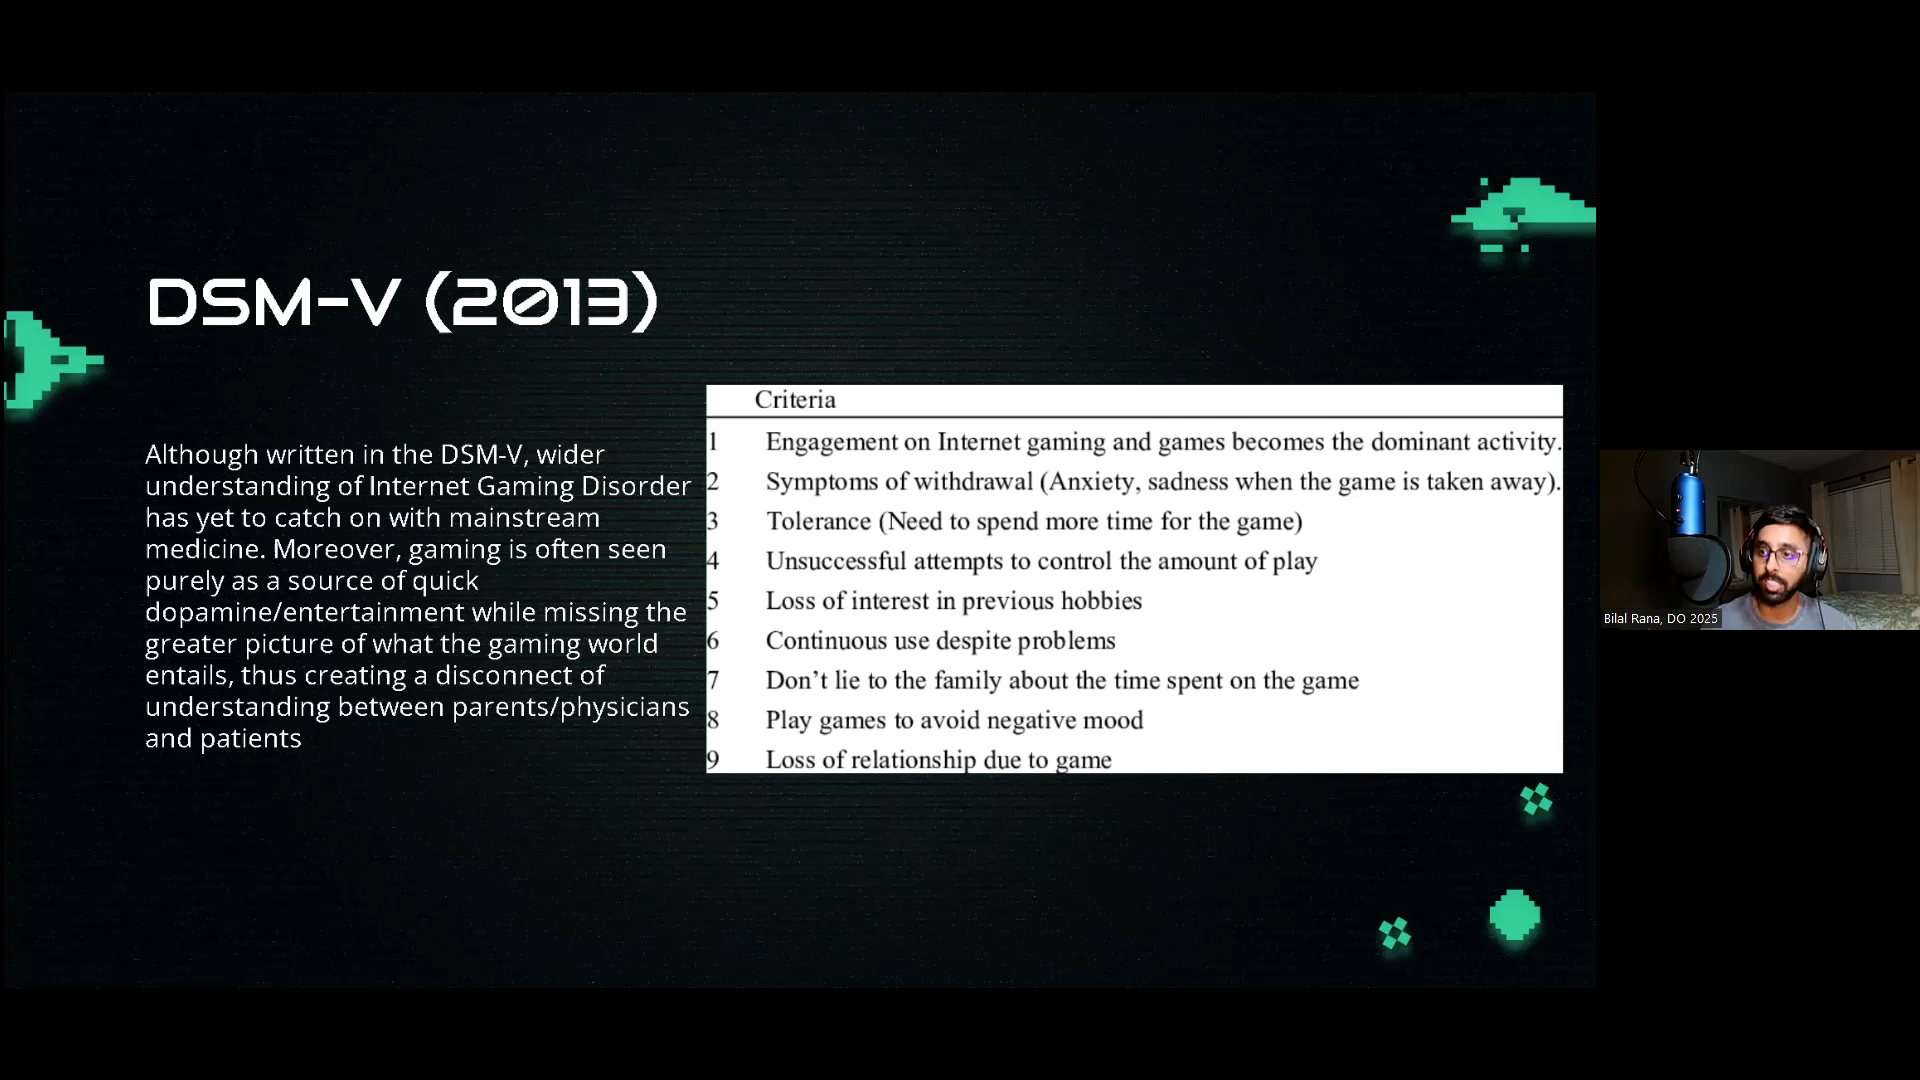 DSM-V (2013)
Although written in the DSM-V, wider
understanding of Internet Gaming Disorder
has yet to catch on with mainstream
medicine. Moreover, gaming is often seen
purely as a source of quick
dopamine/entertainment while missing the
greater picture of what the gaming world
entails, thus creating a disconnect of
understanding between parents/physicians
and patients
Criteria
1 Engagement on Internet gaming and games becomes the dominant activity.
2 Symptoms of withdrawal (Anxiety, sadness when the game is taken away).
3 Tolerance (Need to spend more time for the game)
4 Unsuccessful attempts to control the amount of play
5 Loss of interest in previous hobbies
6 Continuous use despite problems
7 Don’t lie to the family about the time spent on the game
8 Play games to avoid negative mood
9 Loss of relationship due to game
Bilal Rana, DO 2025